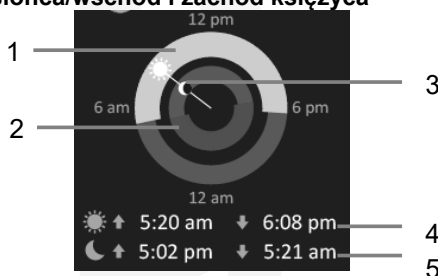 słońca/wschód i zachód księżyca
12 pm
1
3
6 am
6 pm
2
12 am
5:20 am 6:08 pm
4
5:02 pm 5:21 am
5